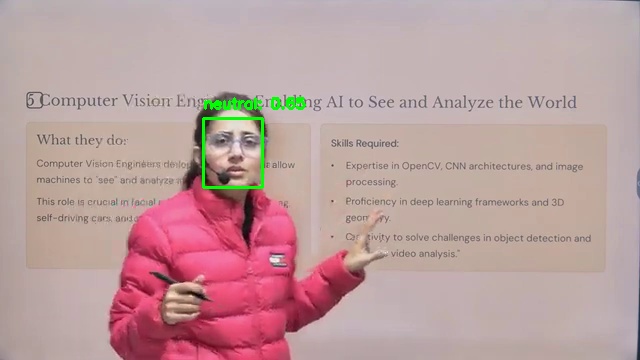 5 Computer Vision Engi Enabling AI to See and Analyze the World
neutral: 0.85
What they do:
Skills Required:
Computer Vision Engineers develo allow
machines to "see" and analyze
This role is crucial in facial
self-driving cars, and
• Expertise in OpenCV, CNN architectures, and image
processing.
• Proficiency in deep learning frameworks and 3D
geometry.
• Creativity to solve challenges in object detection and
video analysis."